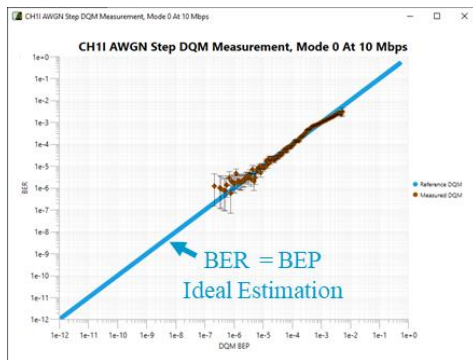 CH1I AWGN Step DQM Measurement, Mode 0 At 10 Mbps
CH1I AWGN Step DQM Measurement, Mode 0 At 10 Mbps
1e+0
1e-1
1e-2
1e-3
1e-4
1e-5
1e-6
1e-7
1e-8
1e-9
1e-10
1e-11
1e-12
BER
Reference DQM
Measured DQM
BER = BEP
Ideal Estimation
1e-12
1e-11
1e-10
1e-9
1e-8
1e-7
1e-6
1e-5
1e-4
1e-3
1e-2
1e-1
1e+0
DQM BEP